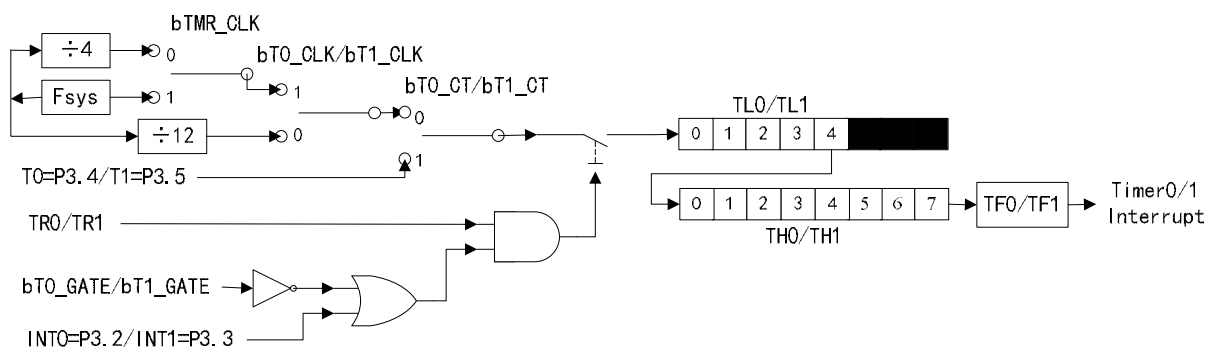 bTMR_CLK
÷4
0
bT0_CLK/bT1_CLK
Fsys
1
1
bT0_CT/bT1_CT
0
TL0/TL1
÷12
0
0 1 2 3 4
T0=P3.4/T1=P3.5
1
0 1 2 3 4 5 6 7
TF0/TF1
Timer0/1
Interrupt
TR0/TR1
TH0/TH1
bT0_GATE/bT1_GATE
INT0=P3.2/INT1=P3.3